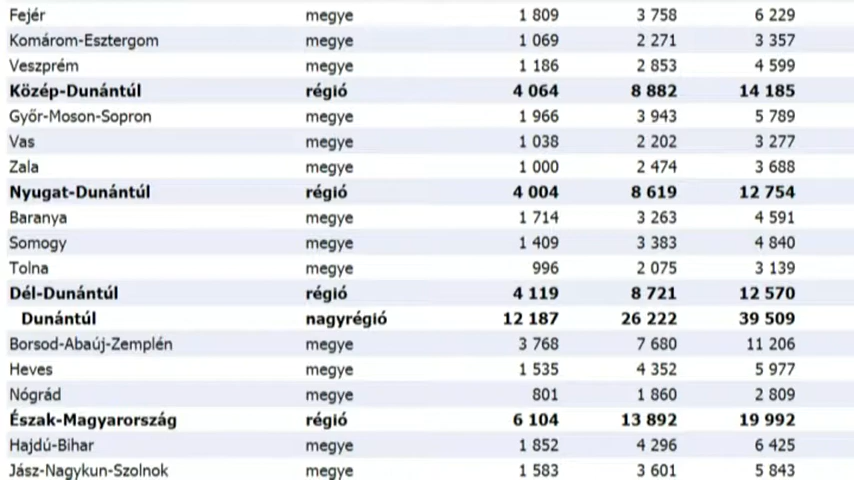 Fejér megye 1 809 3 758 6 229
Komárom-Esztergom megye 1 069 2 271 3 357
Veszprém megye 1 186 2 853 4 599
Közép-Dunántúl régió 4 064 8 882 14 185
Győr-Moson-Sopron megye 1 966 3 943 5 789
Vas megye 1 038 2 202 3 277
Zala megye 1 000 2 474 3 688
Nyugat-Dunántúl régió 4 004 8 619 12 754
Baranya megye 1 714 3 263 4 591
Somogy megye 1 409 3 383 4 840
Tolna megye 996 2 075 3 139
Dél-Dunántúl régió 4 119 8 721 12 570
Dunántúl nagyrégió 12 187 26 222 39 509
Borsod-Abaúj-Zemplén megye 3 768 7 680 11 206
Heves megye 1 535 4 352 5 977
Nógrád megye 801 1 860 2 809
Észak-Magyarország régió 6 104 13 892 19 992
Hajdú-Bihar megye 1 852 4 296 6 425
Jász-Nagykun-Szolnok megye 1 583 3 601 5 843